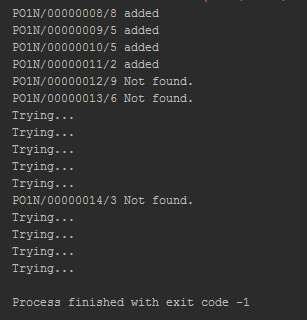 PO1N/00000008/8 added
PO1N/00000009/5 added
PO1N/00000010/5 added
PO1N/00000011/2 added
PO1N/00000012/9 Not found.
PO1N/00000013/6 Not found.
Trying...
Trying...
Trying...
Trying...
Trying...
PO1N/00000014/3 Not found.
Trying...
Trying...
Trying...
Trying...
Process finished with exit code -1